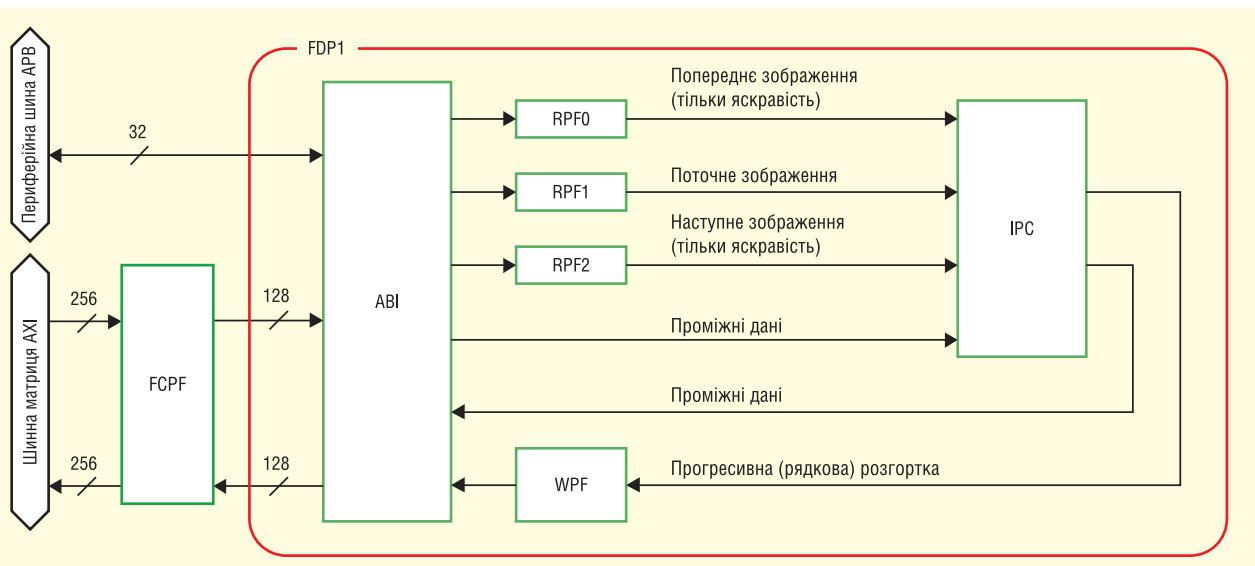 FDP1
Периферійна шина APB
32
Шинна матриця AXI
256
256
FCPF
128
128
ABI
RPF0
Попереднє зображення
(тільки яскравість)
RPF1
Поточне зображення
RPF2
Наступне зображення
(тільки яскравість)
IPC
Проміжні дані
Проміжні дані
WPF
Прогресивна (рядкова) розгортка